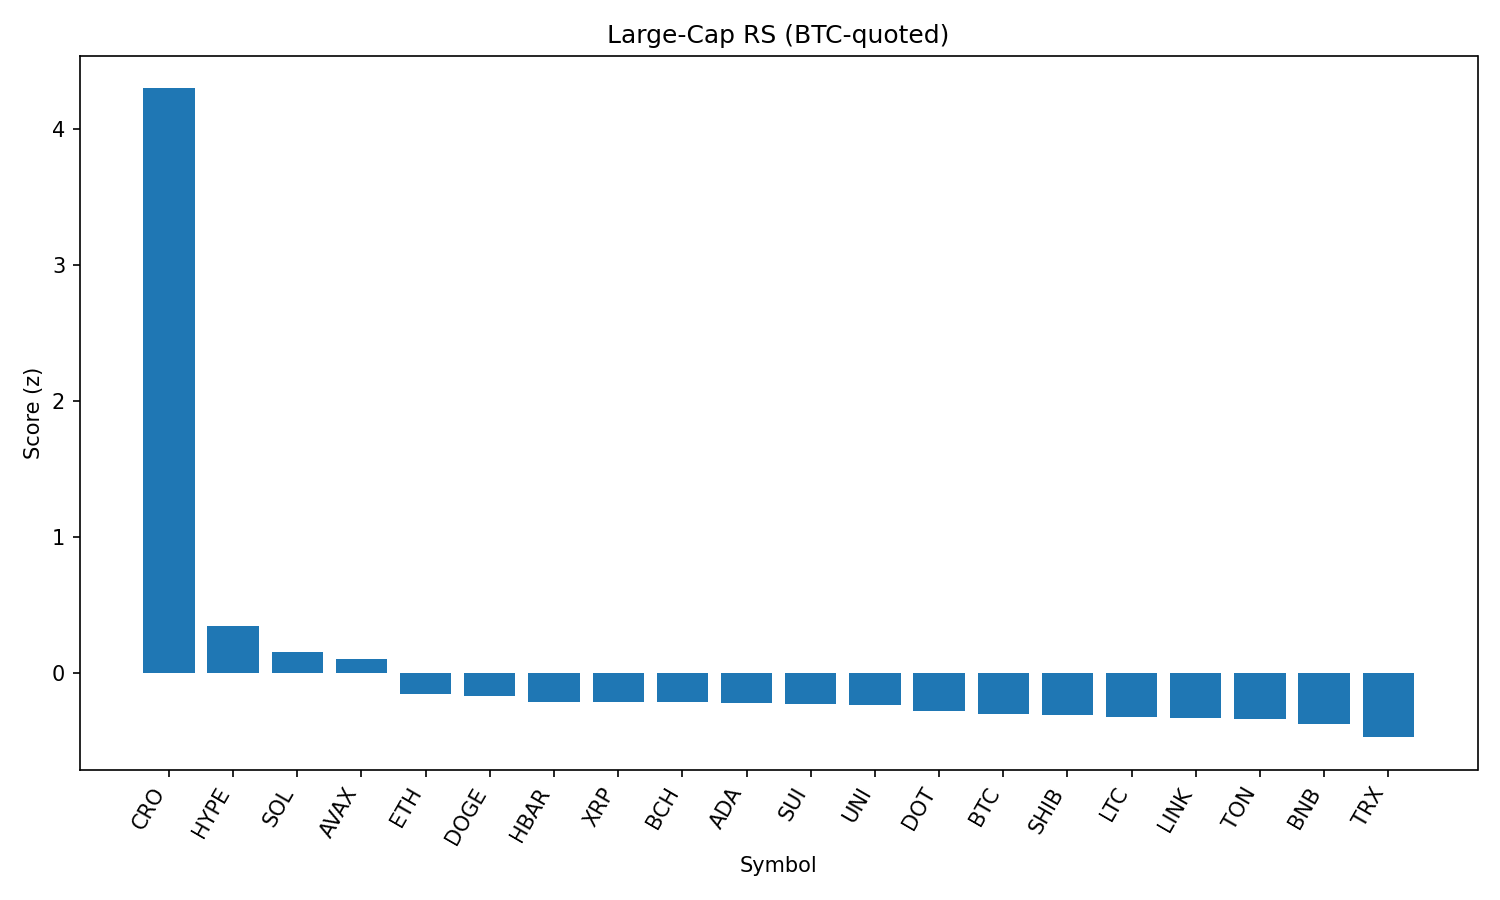 Large-Cap RS (BTC-quoted)
Score (z)
4
3
2
1
0
CRO
HYPE
SOL
AVAX
ETH
DOGE
HBAR
XRP
BCH
ADA
SUI
UNI
DOT
BTC
SHIB
LTC
LINK
TON
BNB
TRX
Symbol